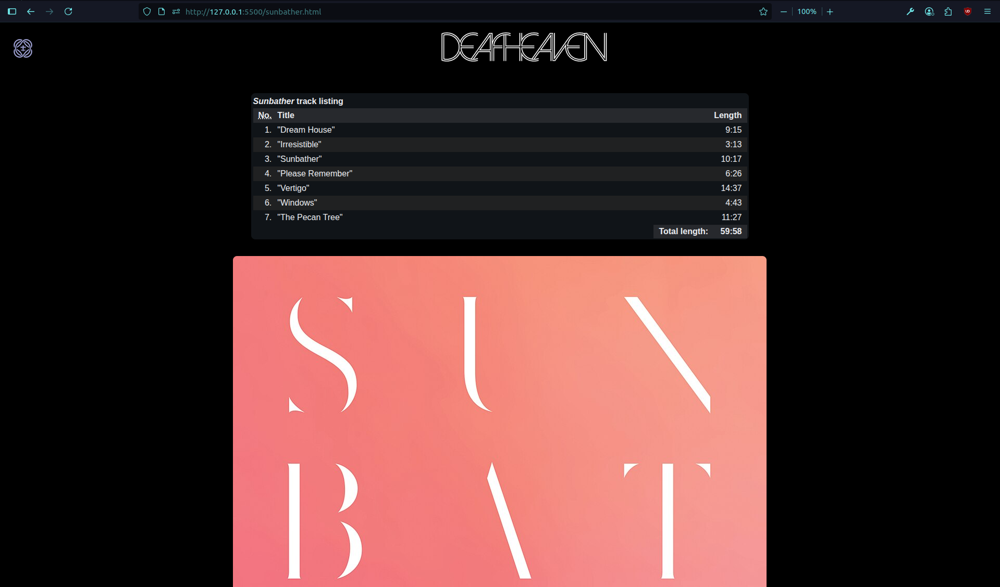 http://127.0.0.1:5500/sunbather.html
100%
DEAFHEAVEN
Sunbather track listing
No. Title Length
1. "Dream House" 9:15
2. "Irresistible" 3:13
3. "Sunbather" 10:17
4. "Please Remember" 6:26
5. "Vertigo" 14:37
6. "Windows" 4:43
7. "The Pecan Tree" 11:27
Total length: 59:58
S U N
B A T